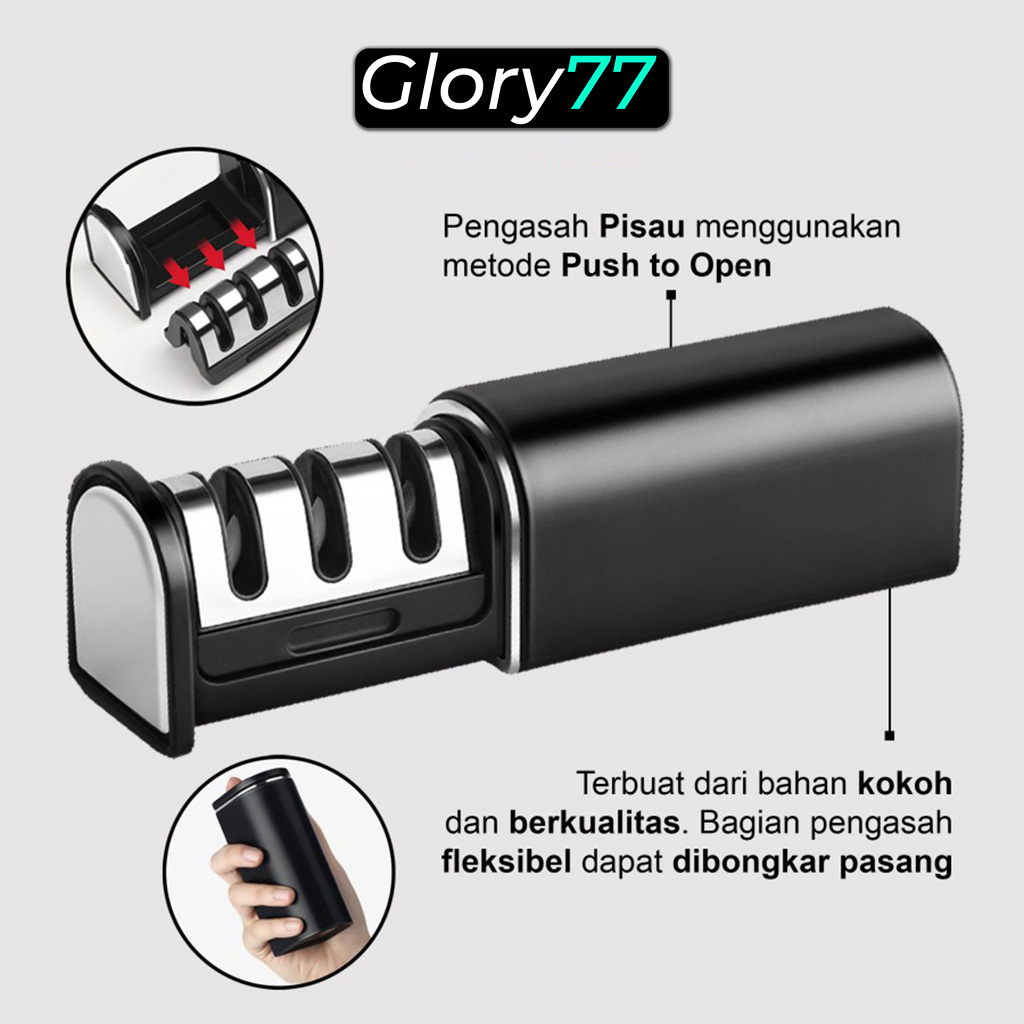 Glory77
Pengasah Pisau menggunakan
metode Push to Open
Terbuat dari bahan kokoh
dan berkualitas. Bagian pengasah
fleksibel dapat dibongkar pasang